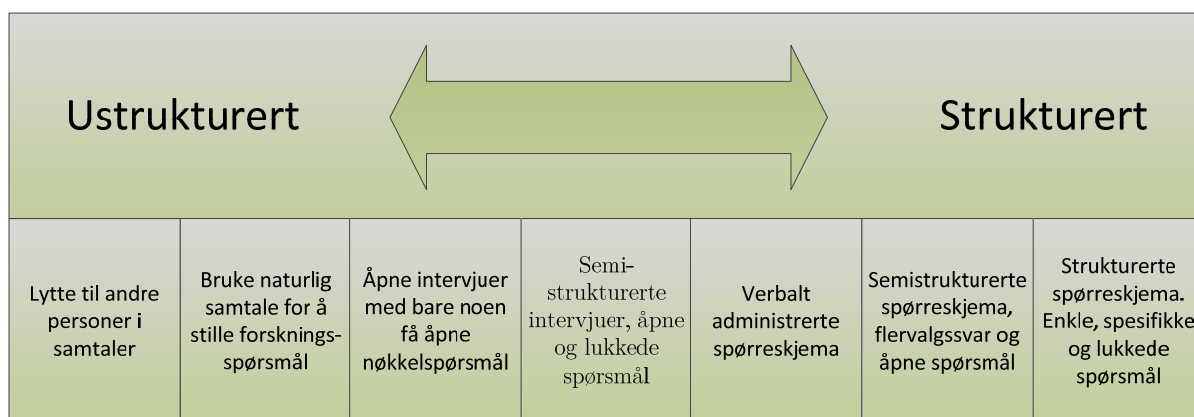 Ustrukturert
Strukturert
Lytte til andre
personer i
samtaler
Bruke naturlig
samtale for å
stille forsknings-
spørsmål
Åpne intervjuer
med bare noen
få åpne
nøkkelspørsmål
Semi-
strukturerte
intervjuer, åpne
og lukkede
spørsmål
Verbalt
administrerte
spørreskjema
Semistrukturerte
spørreskjema,
flervalgssvar og
åpne spørsmål
Strukturerte
spørreskjema.
Enkle, spesifikke
og lukkede
spørsmål